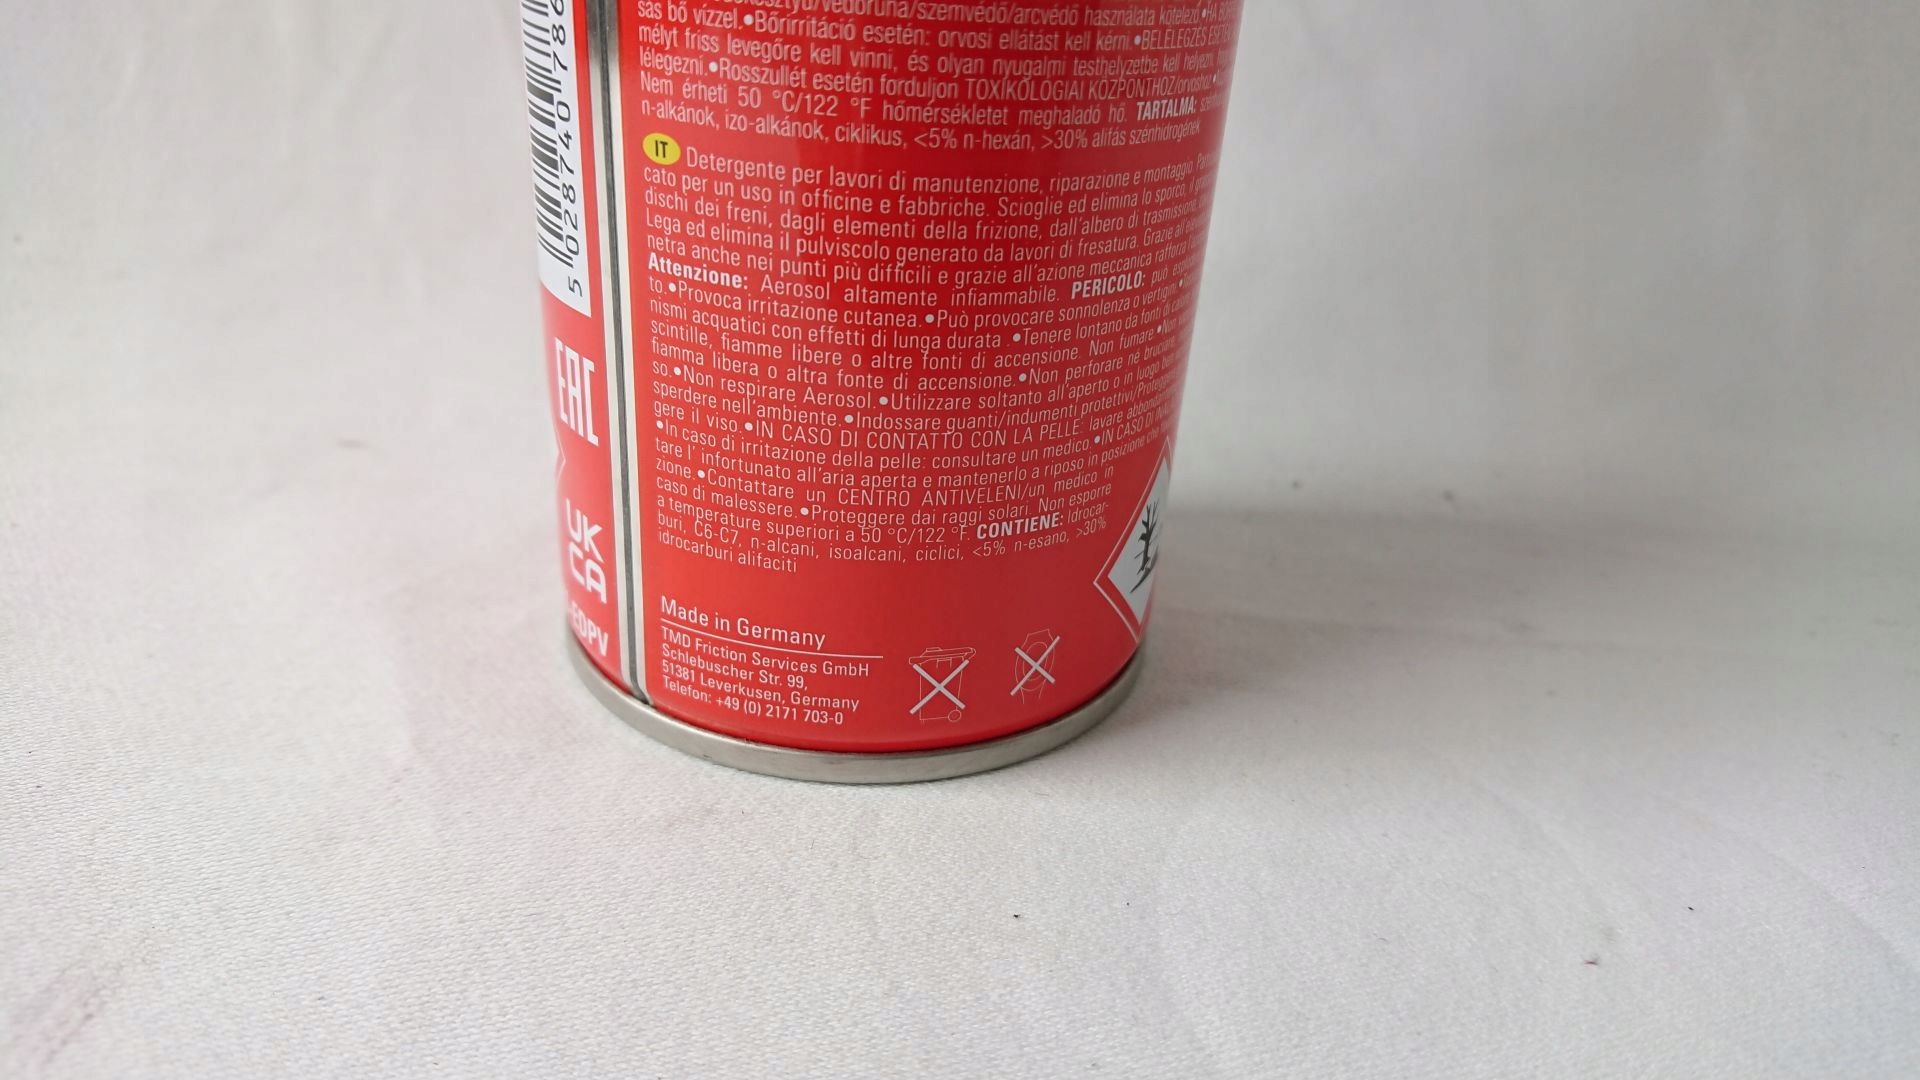 használata kötelező
sás bő vízzel.•Bőrirritáció esetén: orvosi ellátást kell kérni.•BELÉLEGZÉS
mélyt friss levegőre kell vinni, és olyan nyugalmi testhelyzetbe kell helyezni,
lélegezni.•Rosszullét esetén forduljon TOXIKOLÓGIAI KÖZPONTHOZ/orvoshoz
Nem érheti 50 °C/122 °F hőmérsékletet meghaladó hő. TARTALMA:
n-alkánok, izo-alkánok, ciklikus, <5% n-hexán, >30% alifás szénhidrogének
IT Detergente per lavori di manutenzione, riparazione e montaggio.
cato per un uso in officine e fabbriche. Scioglie ed elimina lo sporco, il
dischi dei freni, dagli elementi della frizione, dall'albero di trasmissione,
Lega ed elimina il pulviscolo generato da lavori di fresatura. Grazie
netra anche nei punti più difficili e grazie all'azione meccanica rafforza
Attenzione: Aerosol altamente infiammabile. PERICOLO: può
to.•Provoca irritazione cutanea.•Può provocare sonnolenza o vertigini
nismi acquatici con effetti di lunga durata .•Tenere lontano da fonti di
scintille, fiamme libere o altre fonti di accensione. Non fumare •Non
fiamma libera o altra fonte di accensione.•Non perforare né bruciare,
so.•Non respirare Aerosol.•Utilizzare soltanto all'aperto o in luogo
sperdere nell'ambiente.•Indossare guanti/indumenti protettivi/
gere il viso.•IN CASO DI CONTATTO CON LA PELLE: lavare
•In caso di irritazione della pelle: consultare un medico.•IN CASO DI
tare l' infortunato all'aria aperta e mantenerlo a riposo in posizione che
zione.•Contattare un CENTRO ANTIVELENI/un medico in
caso di malessere.•Proteggere dai raggi solari. Non esporre
a temperature superiori a 50 °C/122 °F. CONTIENE: Idrocar-
buri, C6-C7, n-alcani, isoalcani, ciclici, <5% n-esano, >30%
idrocarburi alifaciti
Made in Germany
TMD Friction Services GmbH
Schlebuscher Str. 99,
51381 Leverkusen, Germany
Telefon: +49 (0) 2171 703-0
5 028740 786
EAC
UK
CA
EDPV